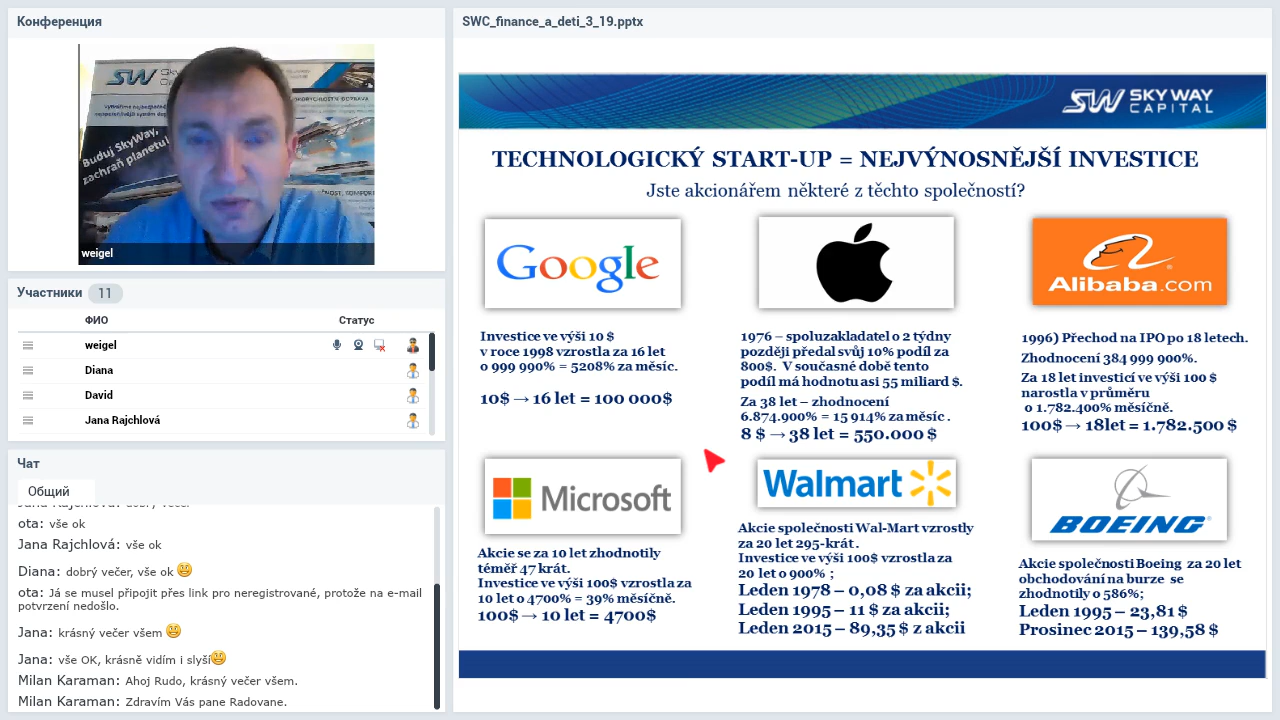 Конференция
SW
Buduj SkyWay,
zachraň planetu!
weigel
Участники 11
ФИО Статус
weigel
Diana
David
Jana Rajchlová
Чат
Общий
ota: vše ok
Jana Rajchlová: vše ok
Diana: dobrý večer, vše ok
ota: Já se musel připojit přes link pro neregistrované, protože na e-mail
potvrzení nedošlo.
Jana: krásný večer všem
Jana: vše OK, krásně vidím i slyší
Milan Karaman: Ahoj Rudo, krásný večer všem.
Milan Karaman: Zdravím Vás pane Radovane.
SWC_finance_a_deti_3_19.pptx
SW SKY WAY
CAPITAL
TECHNOLOGICKÝ START-UP = NEJVÝNOSNĚJŠÍ INVESTICE
Jste akcionářem některé z těchto společností?
Google
Investice ve výši 10 $
v roce 1998 vzrostla za 16 let
o 999 990% = 5208% za měsíc.
10$ → 16 let = 100 000$
1976 – spoluzakladatel o 2 týdny
později předal svůj 10% podíl za
800$. V současné době tento
podíl má hodnotu asi 55 miliard $.
Za 38 let – zhodnocení
6.874.900% = 15 914% za měsíc .
8 $ → 38 let = 550.000 $
Alibaba.com
1996) Přechod na IPO po 18 letech.
Zhodnocení 384 999 900%.
Za 18 let investicí ve výši 100 $
narostla v průměru
o 1.782.400% měsíčně.
100$ → 18let = 1.782.500 $
Microsoft
Akcie se za 10 let zhodnotily
téměř 47 krát.
Investice ve výši 100$ vzrostla za
10 let o 4700% = 39% měsíčně.
100$ → 10 let = 4700$
Walmart
Akcie společnosti Wal-Mart vzrostly
za 20 let 295-krát .
Investice ve výši 100$ vzrostla za
20 let o 900% ;
Leden 1978 – 0,08 $ za akcii;
Leden 1995 – 11 $ za akcii;
Leden 2015 – 89,35 $ z akcii
BOEING
Akcie společnosti Boeing za 20 let
obchodování na burze se
zhodnotily o 586%;
Leden 1995 – 23,81 $
Prosinec 2015 – 139,58 $